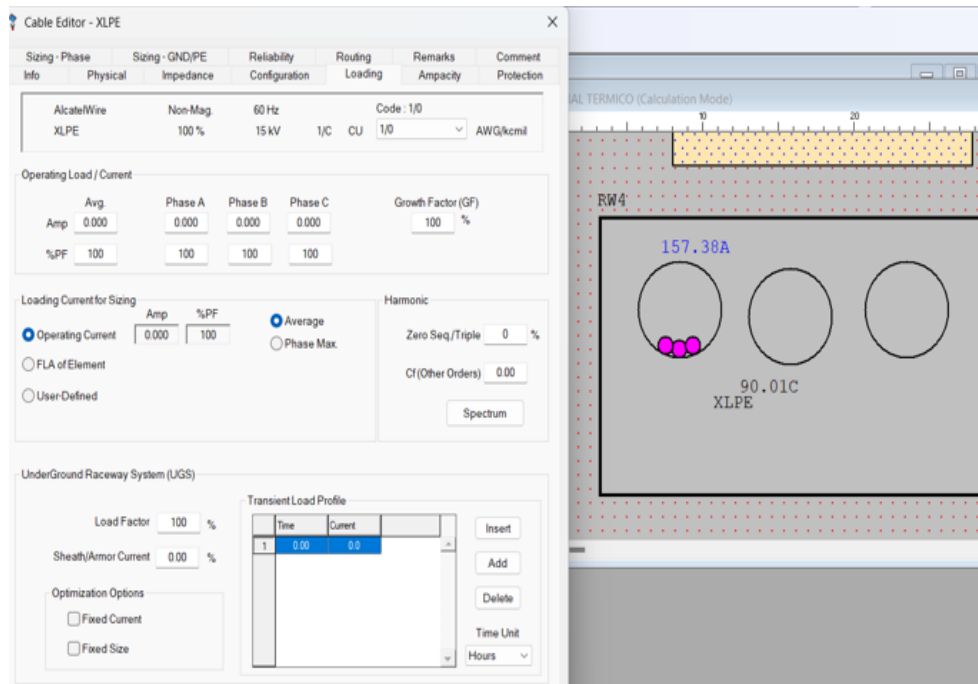 Cable Editor - XLPE
Sizing - Phase Sizing - GND/PE Reliability Routing Remarks Comment
Info Physical Impedance Configuration Loading Ampacity Protection
AlcatelWire Non-Mag. 60 Hz Code : 1/0
XLPE 100 % 15 kV 1/C CU 1/0 AWG/kcmil
Operating Load / Current
Avg. Phase A Phase B Phase C Growth Factor (GF)
Amp 0.000 0.000 0.000 0.000 100 %
%PF 100 100 100 100
Loading Current for Sizing
Amp %PF
Operating Current 0.000 100
FLA of Element
User-Defined
Average
Phase Max.
Harmonic
Zero Seq./Triple 0 %
Cf (Other Orders) 0.00
Spectrum
UnderGround Raceway System (UGS)
Load Factor 100 %
Sheath/Armor Current 0.00 %
Optimization Options
Fixed Current
Fixed Size
Transient Load Profile
Time Current
1 0.00 0.0
Insert
Add
Delete
Time Unit
Hours
TERMICO (Calculation Mode)
10 20
RW4
157.38A
90.01C
XLPE